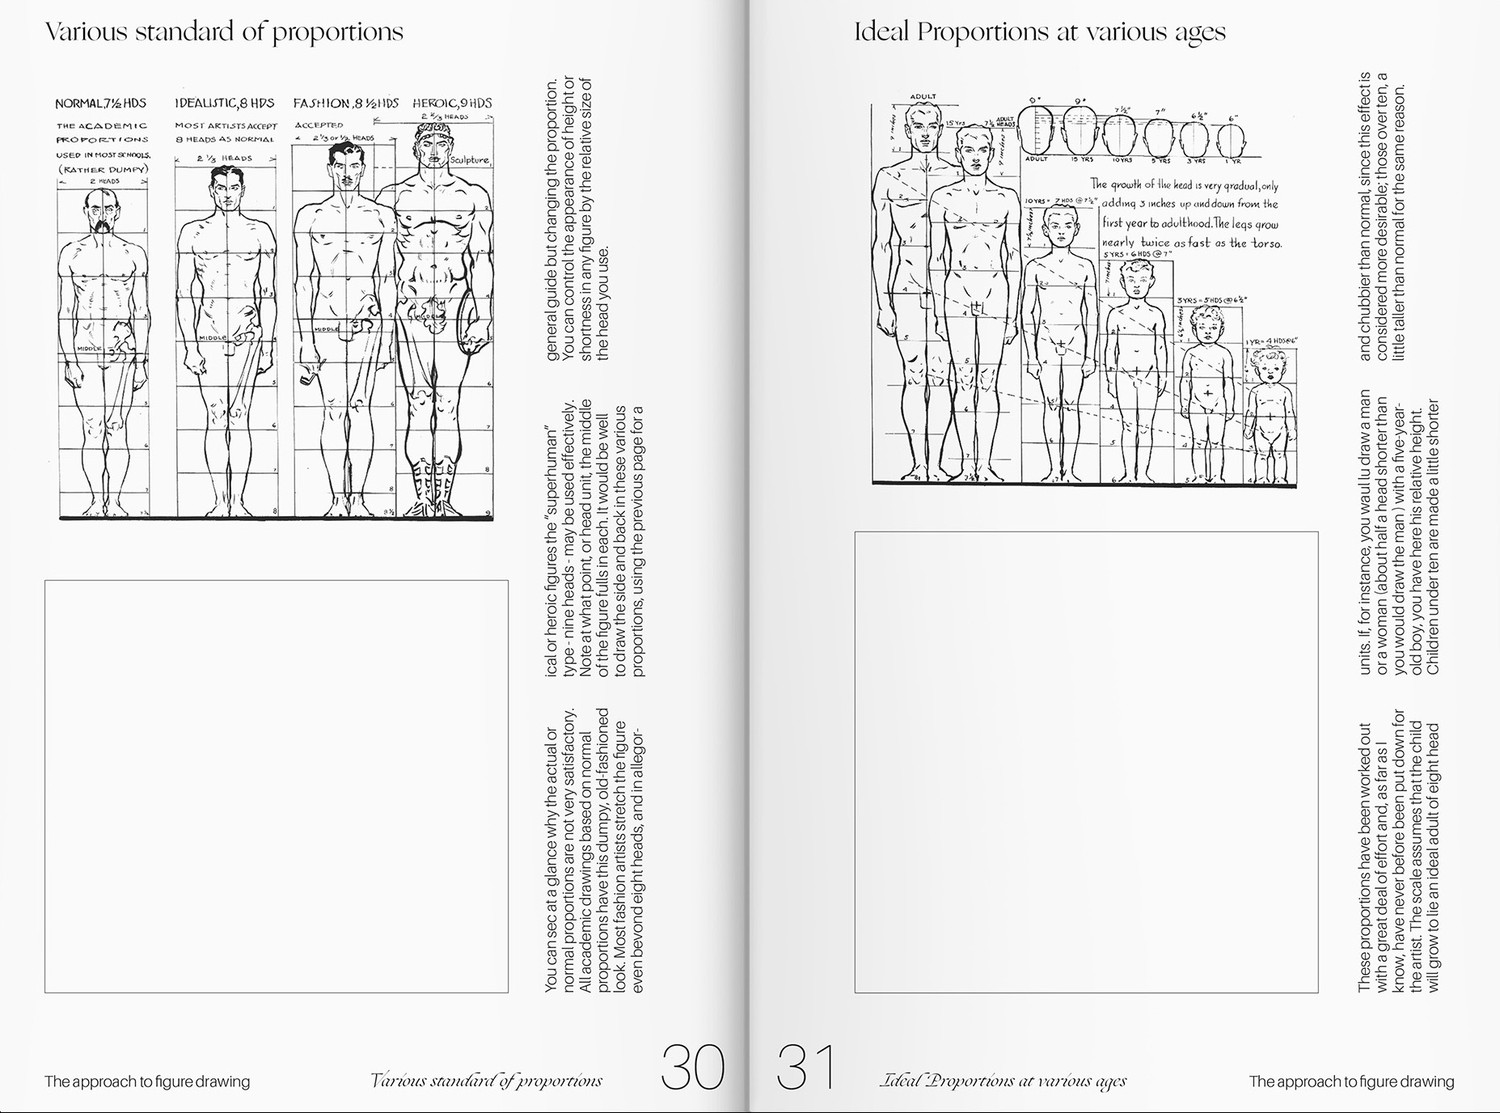 Various standard of proportions
NORMAL, 7½ HDS
THE ACADEMIC
PROPORTIONS
USED IN MOST SCHOOLS.
(RATHER DUMPY)
2 HEADS
MIDDLE
IDEALISTIC, 8 HDS
MOST ARTISTS ACCEPT
8 HEADS AS NORMAL
2 ⅓ HEADS
MIDDLE
FASHION, 8 ½ HDS
ACCEPTED
2 ⅓ OR ½ HEADS
MIDDLE
HEROIC, 9 HDS
2 ⅔ HEADS
Sculpture
MIDDLE
You can sec at a glance why the actual or
normal proportions are not very satisfactory.
All academic drawings based on normal
proportions have this dumpy, old-fashioned
look. Most fashion artists stretch the figure
even bevond eight heads, and in allegor-
ical or heroic figures the "superhuman"
type - nine heads - may be used effectively.
Note at what point, or head unit, the middle
of the figure fulls in each. It would be well
to draw the side and back in these various
proportions, using the previous page for a
general guide but changing the proportion.
You can control the appearance of height or
shortness in any figure by the relative size of
the head you use.
The approach to figure drawing
Various standard of proportions
30
Ideal Proportions at various ages
ADULT
15 YRS
7½ ADULT HEADS
9"
9"
7½"
7"
6½"
6"
ADULT
15 YRS
10 YRS
5 YRS
3 YRS
1 YR
The growth of the head is very gradual, only
adding 3 inches up and down from the
first year to adulthood. The legs grow
nearly twice as fast as the torso.
10 YRS = 7 HDS @ 7½"
5 YRS = 6 HDS @ 7"
3 YRS = 5 HDS @ 6½"
1 YR = 4 HDS @ 6"
These proportions have been worked out
with a great deal of effort and, as far as I
know, have never before been put down for
the artist. The scale assumes that the child
will grow to lie an ideal adult of eight head
units. If, for instance, you waul lu draw a man
or a woman (about half a head shorter than
you would draw the man) with a five-year-
old boy, you have here his relative height.
Children under ten are made a little shorter
and chubbier than normal, since this effect is
considered more desirable; those over ten, a
little taller than normal for the same reason.
31
Ideal Proportions at various ages
The approach to figure drawing